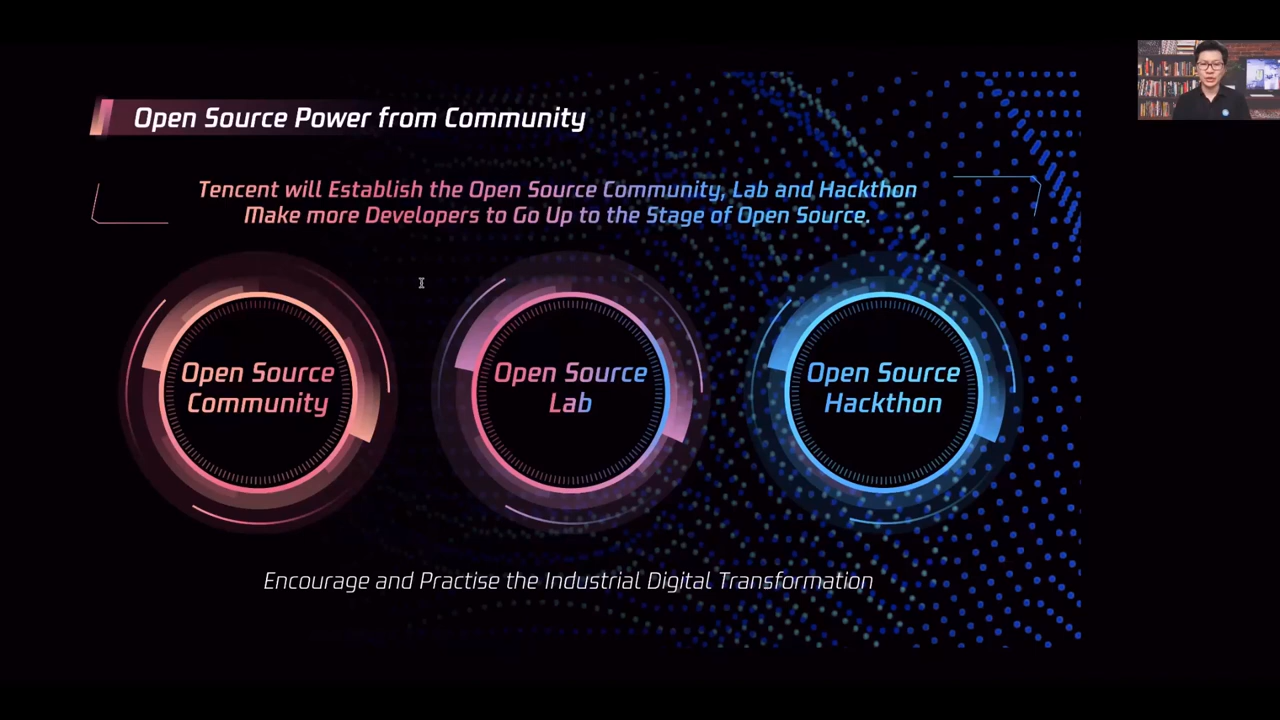 Open Source Power from Community
Tencent will Establish the Open Source Community, Lab and Hackthon
Make more Developers to Go Up to the Stage of Open Source.
Open Source
Community
Open Source
Lab
Open Source
Hackthon
Encourage and Practise the Industrial Digital Transformation